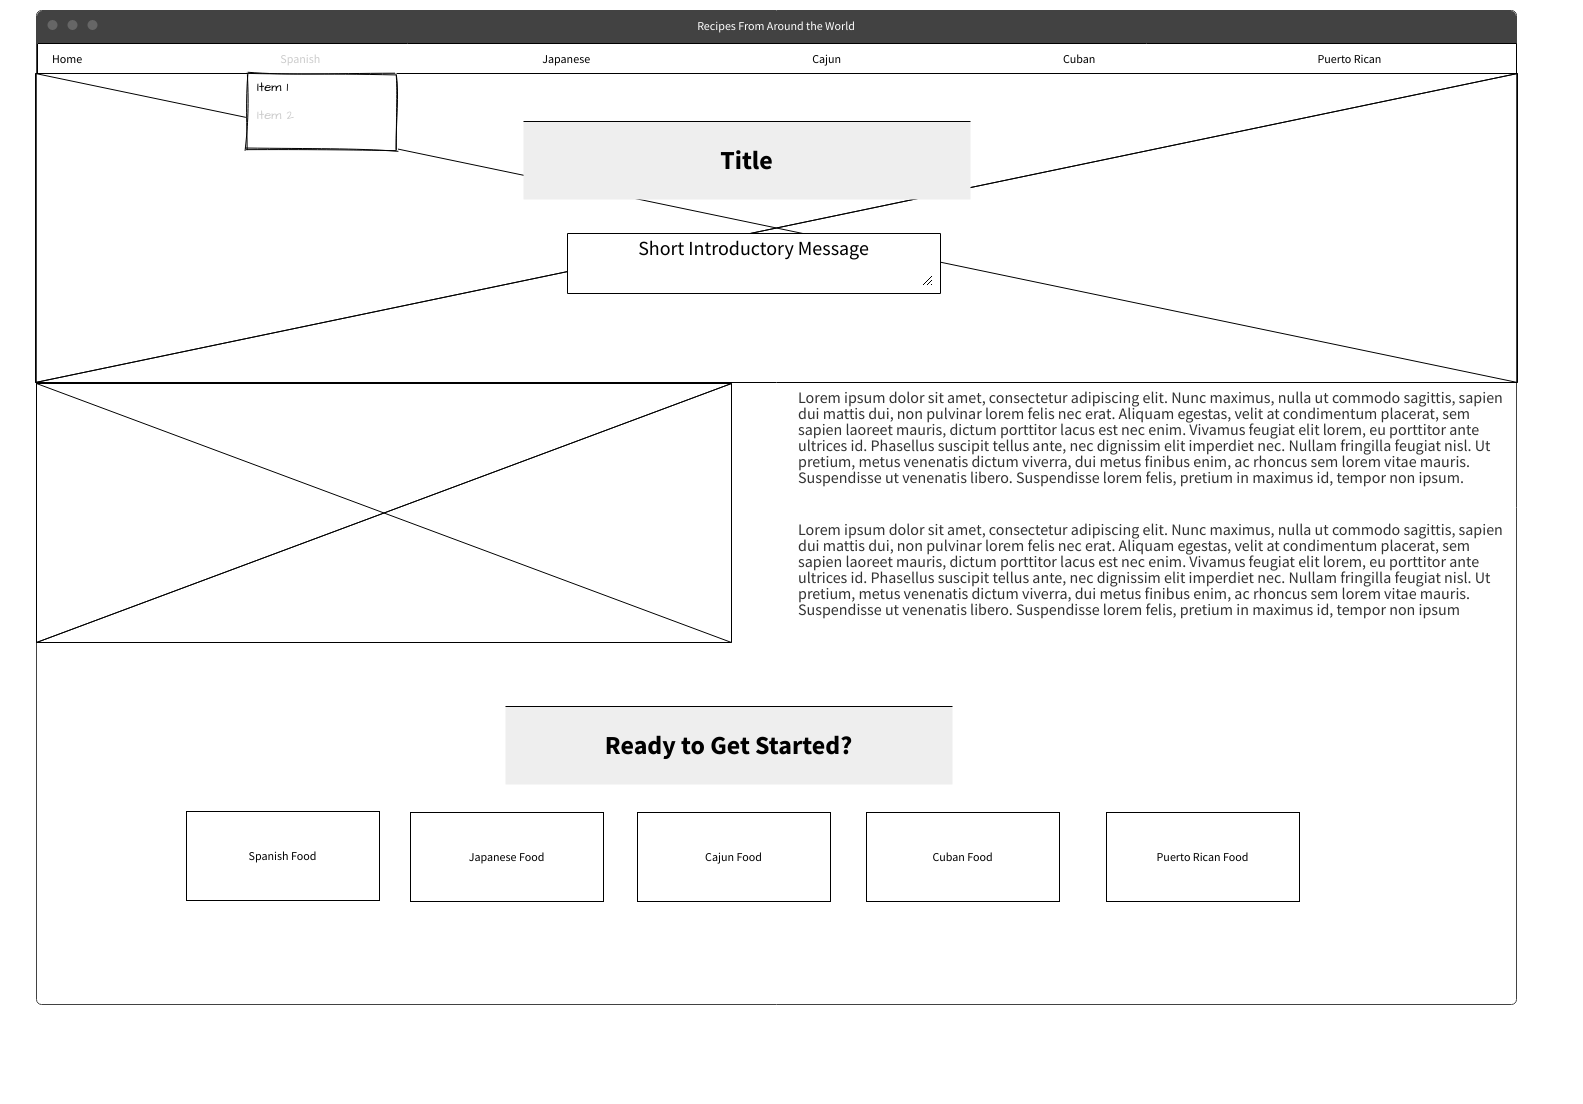 Recipes From Around the World
Home Spanish Japanese Cajun Cuban Puerto Rican
Item 1
Item 2
Title
Short Introductory Message
Lorem ipsum dolor sit amet, consectetur adipiscing elit. Nunc maximus, nulla ut commodo sagittis, sapien
dui mattis dui, non pulvinar lorem felis nec erat. Aliquam egestas, velit at condimentum placerat, sem
sapien laoreet mauris, dictum porttitor lacus est nec enim. Vivamus feugiat elit lorem, eu porttitor ante
ultrices id. Phasellus suscipit tellus ante, nec dignissim elit imperdiet nec. Nullam fringilla feugiat nisl. Ut
pretium, metus venenatis dictum viverra, dui metus finibus enim, ac rhoncus sem lorem vitae mauris.
Suspendisse ut venenatis libero. Suspendisse lorem felis, pretium in maximus id, tempor non ipsum.
Lorem ipsum dolor sit amet, consectetur adipiscing elit. Nunc maximus, nulla ut commodo sagittis, sapien
dui mattis dui, non pulvinar lorem felis nec erat. Aliquam egestas, velit at condimentum placerat, sem
sapien laoreet mauris, dictum porttitor lacus est nec enim. Vivamus feugiat elit lorem, eu porttitor ante
ultrices id. Phasellus suscipit tellus ante, nec dignissim elit imperdiet nec. Nullam fringilla feugiat nisl. Ut
pretium, metus venenatis dictum viverra, dui metus finibus enim, ac rhoncus sem lorem vitae mauris.
Suspendisse ut venenatis libero. Suspendisse lorem felis, pretium in maximus id, tempor non ipsum
Ready to Get Started?
Spanish Food
Japanese Food
Cajun Food
Cuban Food
Puerto Rican Food